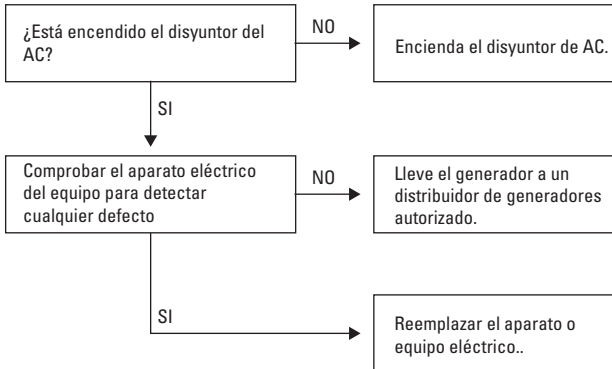 ¿Está encendido el disyuntor del
AC?
NO
Encienda el disyuntor de AC.
SI
Comprobar el aparato eléctrico
del equipo para detectar
cualquier defecto
NO
Lleve el generador a un
distribuidor de generadores
autorizado.
SI
Reemplazar el aparato o
equipo eléctrico..